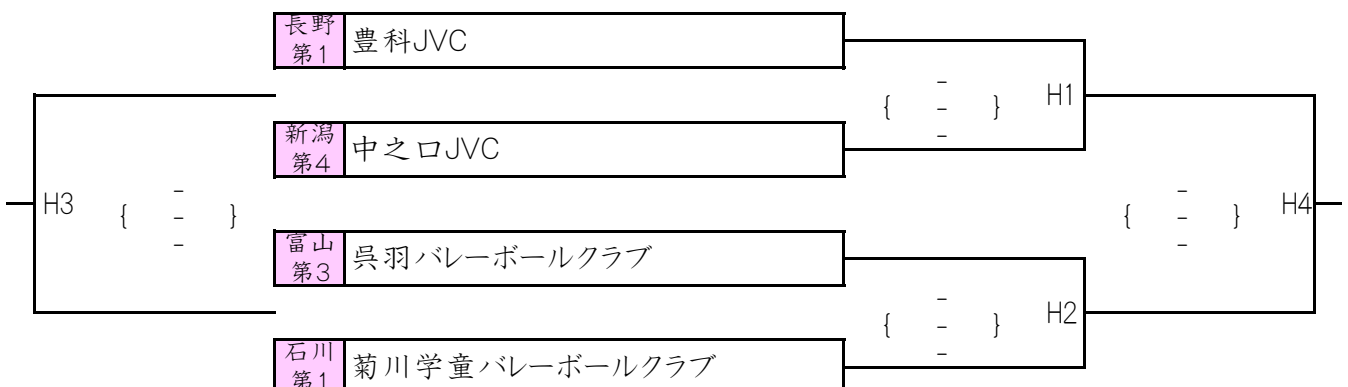 長野
第1
豊科JVC
-
{ - } H1
-
新潟
第4
中之口JVC
-
H3 { - }
-
-
{ - } H4
-
富山
第3
呉羽バレーボールクラブ
-
{ - } H2
-
石川
第1
菊川学童バレーボールクラブ